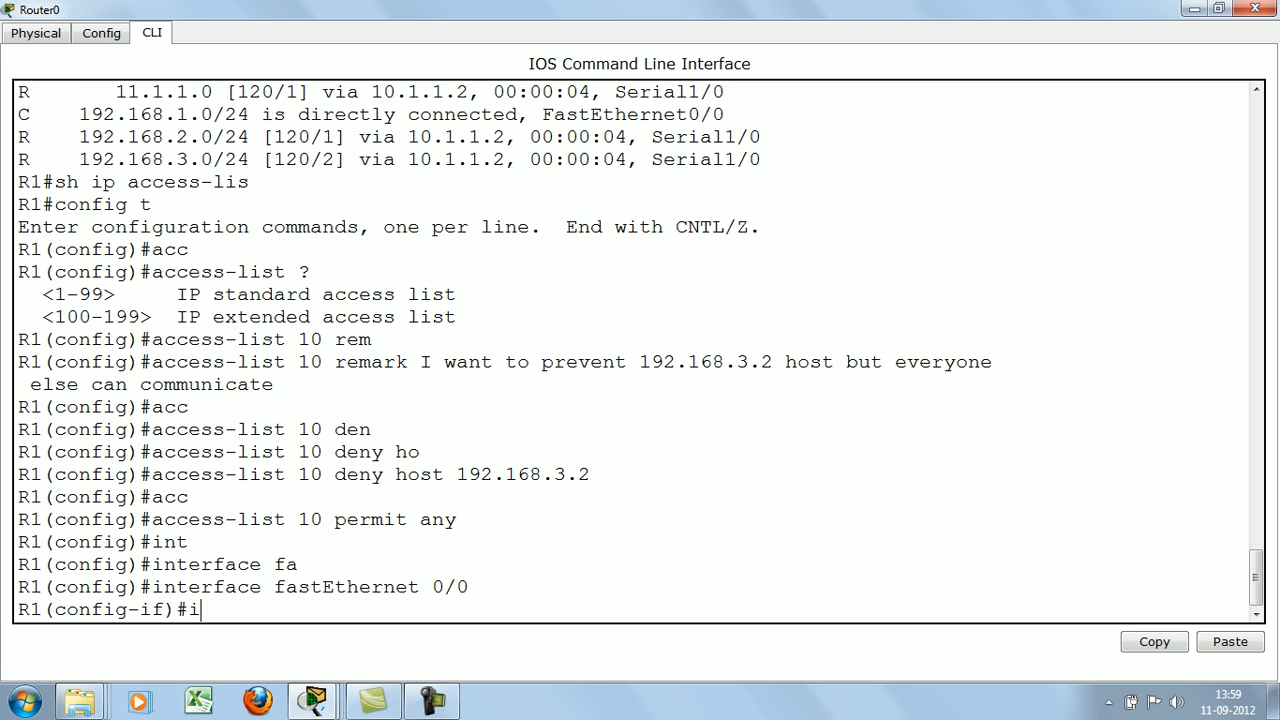 Router0
Physical Config CLI
IOS Command Line Interface
R 11.1.1.0 [120/1] via 10.1.1.2, 00:00:04, Serial1/0
C 192.168.1.0/24 is directly connected, FastEthernet0/0
R 192.168.2.0/24 [120/1] via 10.1.1.2, 00:00:04, Serial1/0
R 192.168.3.0/24 [120/2] via 10.1.1.2, 00:00:04, Serial1/0
R1#sh ip access-lis
R1#config t
Enter configuration commands, one per line. End with CNTL/Z.
R1(config)#acc
R1(config)#access-list ?
<1-99> IP standard access list
<100-199> IP extended access list
R1(config)#access-list 10 rem
R1(config)#access-list 10 remark I want to prevent 192.168.3.2 host but everyone
else can communicate
R1(config)#acc
R1(config)#access-list 10 den
R1(config)#access-list 10 deny ho
R1(config)#access-list 10 deny host 192.168.3.2
R1(config)#acc
R1(config)#access-list 10 permit any
R1(config)#int
R1(config)#interface fa
R1(config)#interface fastEthernet 0/0
R1(config-if)#i
Copy Paste
13:59
11-09-2012